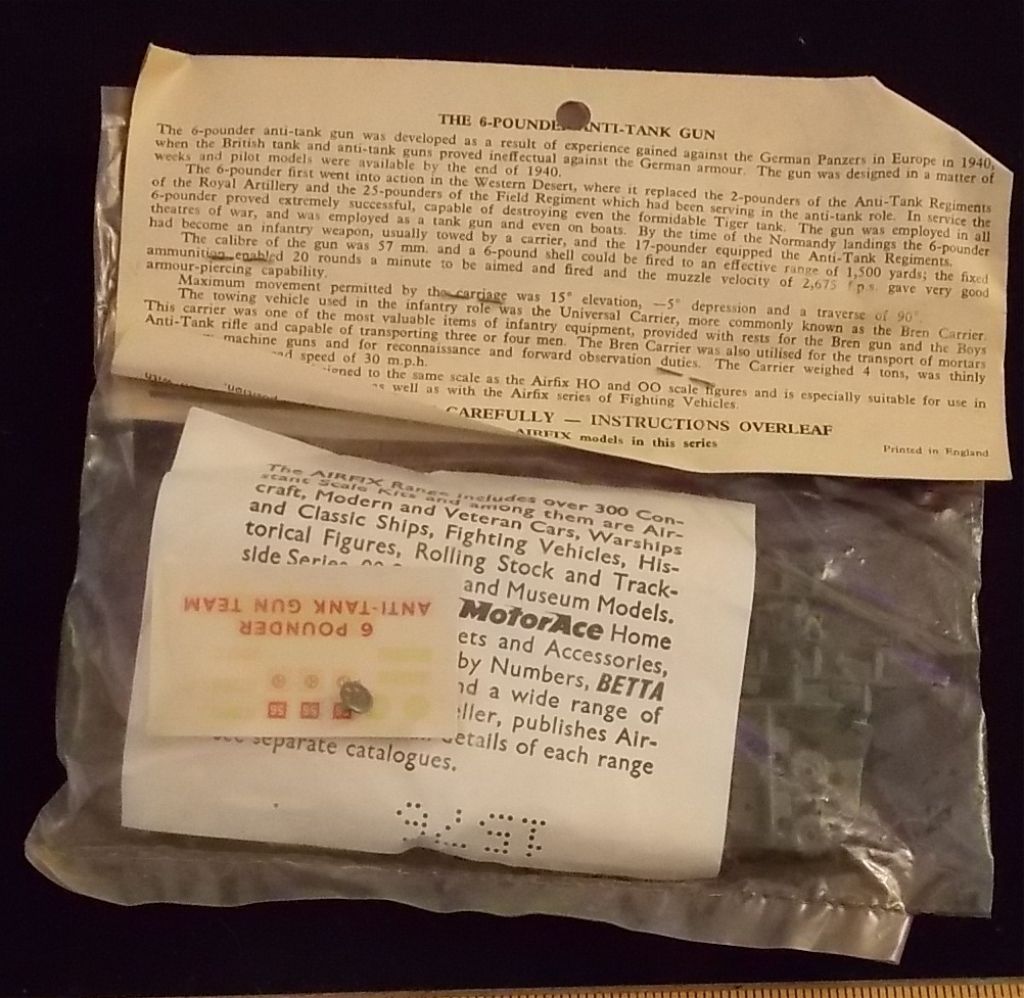 THE 6-POUNDER ANTI-TANK GUN
The 6-pounder anti-tank gun was developed as a result of experience gained against the German Panzers in Europe in 1940,
when the British tank and anti-tank guns proved ineffectual against the German armour. The gun was designed in a matter of
weeks and pilot models were available by the end of 1940.
The 6-pounder first went into action in the Western Desert, where it replaced the 2-pounders of the Anti-Tank Regiments
of the Royal Artillery and the 25-pounders of the Field Regiment which had been serving in the anti-tank role. In service the
6-pounder proved extremely successful, capable of destroying even the formidable Tiger tank. The gun was employed in all
theatres of war, and was employed as a tank gun and even on boats. By the time of the Normandy landings the 6-pounder
had become an infantry weapon, usually towed by a carrier, and the 17-pounder equipped the Anti-Tank Regiments.
The calibre of the gun was 57 mm. and a 6-pound shell could be fired to an effective range of 1,500 yards; the fixed
ammunition enabled 20 rounds a minute to be aimed and fired and the muzzle velocity of 2,675 f.p.s. gave very good
armour-piercing capability.
Maximum movement permitted by the carriage was 15° elevation, —5° depression and a traverse of 90°.
The towing vehicle used in the infantry role was the Universal Carrier, more commonly known as the Bren Carrier.
This carrier was one of the most valuable items of infantry equipment, provided with rests for the Bren gun and the Boys
Anti-Tank rifle and capable of transporting three or four men. The Bren Carrier was also utilised for the transport of mortars
machine guns and for reconnaissance and forward observation duties. The Carrier weighed 4 tons, was thinly
speed of 30 m.p.h.
to the same scale as the Airfix HO and OO scale figures and is especially suitable for use in
as well as with the Airfix series of Fighting Vehicles.
CAREFULLY — INSTRUCTIONS OVERLEAF
AIRFIX models in this series
Printed in England
The AIRFIX Range includes over 300 Con-
stant Scale Kits and among them are Air-
craft, Modern and Veteran Cars, Warships
and Classic Ships, Fighting Vehicles, His-
torical Figures, Rolling Stock and Track-
side Series,
and Museum Models.
MotorAce Home
and Accessories,
by Numbers, BETTA
a wide range of
publishes Air-
details of each range
see separate catalogues.
6 POUNDER
ANTI-TANK GUN TEAM